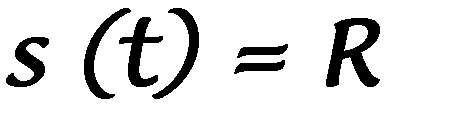 s (t) = R